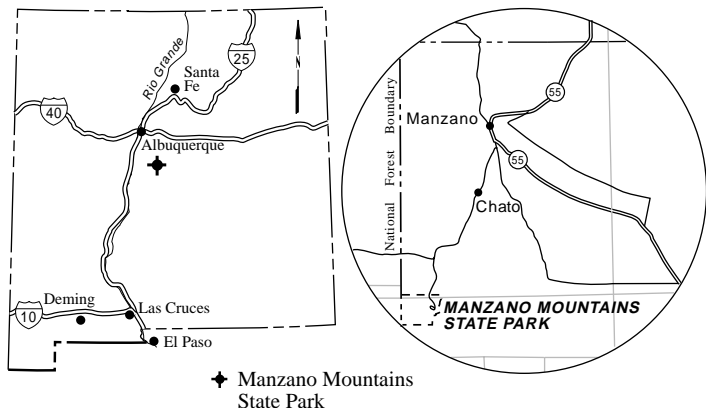 Rio Grande
Santa
Fe
25
N
40
Albuquerque
Deming
Las Cruces
10
El Paso
Manzano Mountains
State Park
National Forest Boundary
55
Manzano
55
Chato
MANZANO MOUNTAINS
STATE PARK